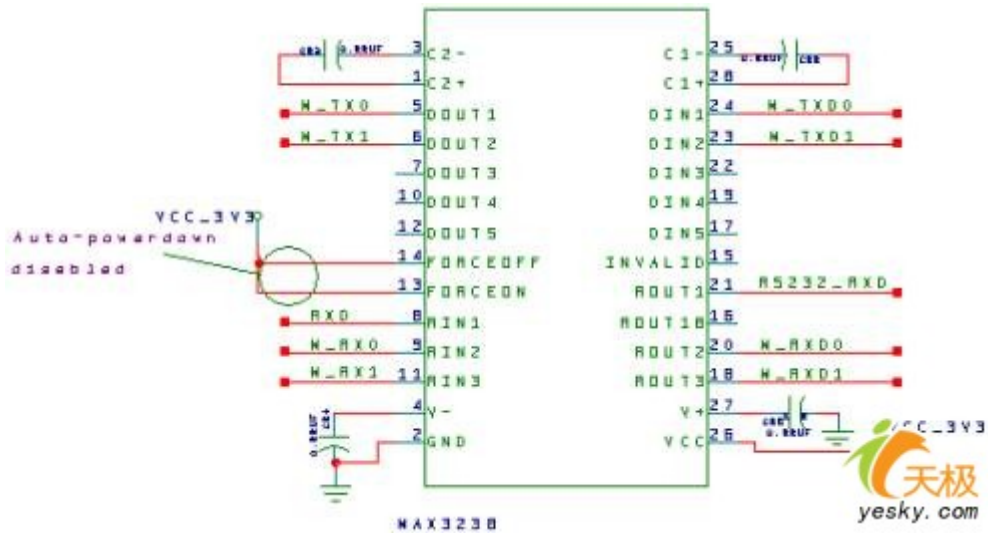 3 C2-
1 C2+
W_TX0 5 DOUT1
W_TX1 6 DOUT2
7 DOUT3
10 DOUT4
12 DOUT5
VCC_3V3
Auto-powerdown
disabled
14 FORCEOFF
13 FORCEON
RXD 8 RIN1
W_RX0 9 RIN2
W_RX1 11 RIN3
4 V-
2 GND
C1- 25
C1+ 28
DIN1 24 W_TXD0
DIN2 23 W_TXD1
DIN3 22
DIN4 19
DIN5 17
INVALID 15
ROUT1 21 RS232_RXD
ROUT1B 16
ROUT2 20 W_RXD0
ROUT3 18 W_RXD1
V+ 27
VCC 26
VCC_3V3
MAX3238
天极
yesky.com